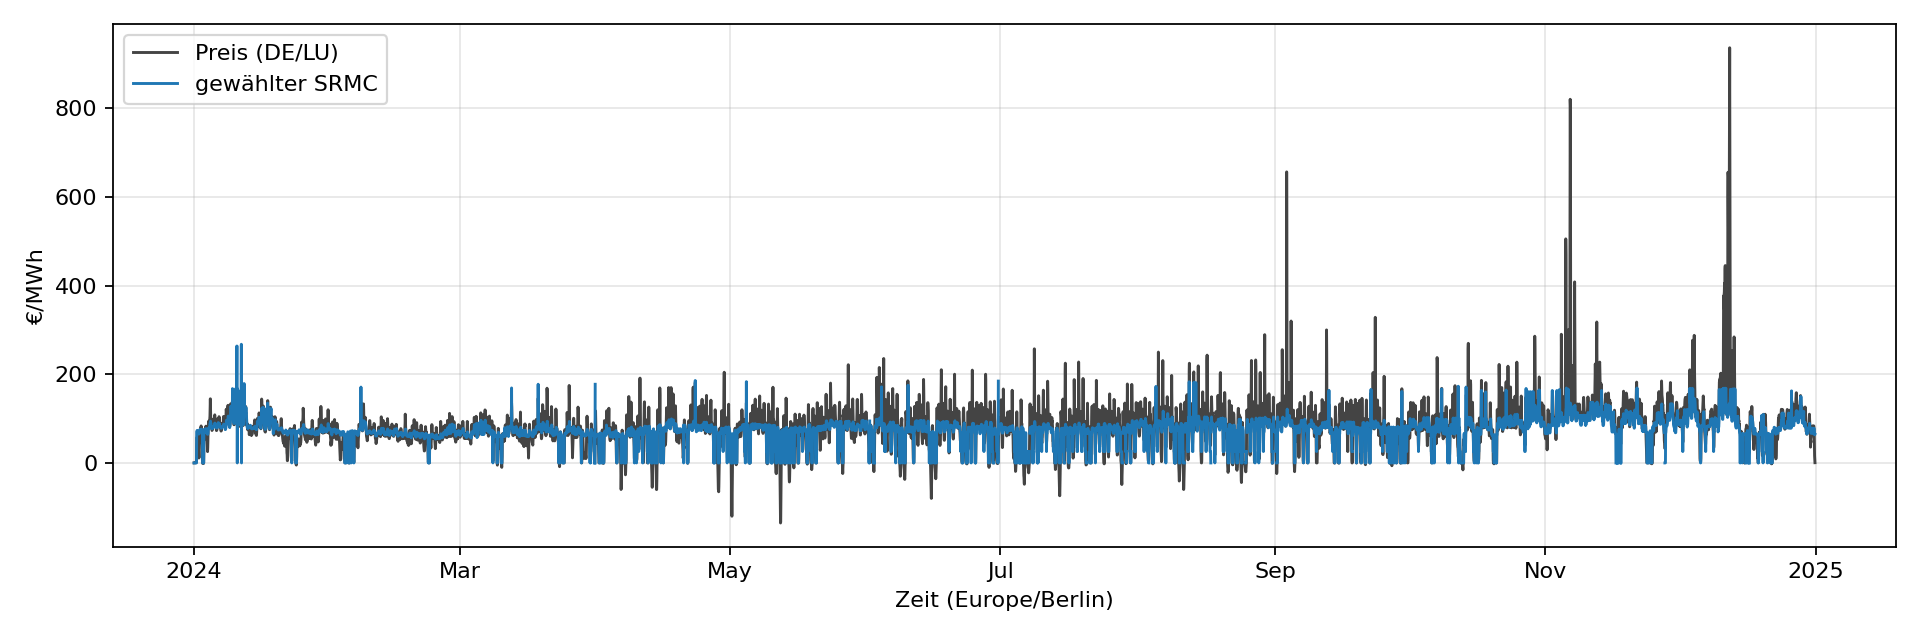 Preis (DE/LU)
gewählter SRMC
800
600
400
200
0
€/MWh
2024
Mar
May
Jul
Sep
Nov
2025
Zeit (Europe/Berlin)